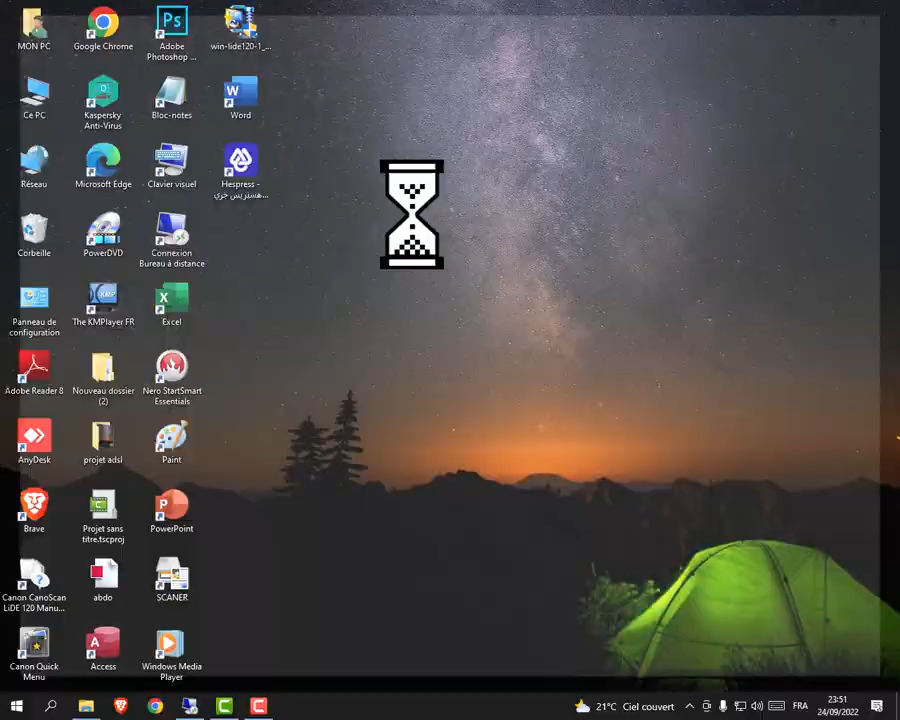 MON PC
Google Chrome
Adobe
Photoshop ...
win-lide120-1_...
Ce PC
Kaspersky
Anti-Virus
Bloc-notes
Word
Réseau
Microsoft Edge
Clavier visuel
Hespress -
هسبريس جري...
Corbeille
PowerDVD
Connexion
Bureau à distance
Panneau de
configuration
The KMPlayer FR
Excel
Adobe Reader 8
Nouveau dossier
(2)
Nero StartSmart
Essentials
AnyDesk
projet adsl
Paint
Brave
Projet sans
titre.tscproj
PowerPoint
Canon CanoScan
LiDE 120 Manu...
abdo
SCANER
Canon Quick
Menu
Access
Windows Media
Player
21°C Ciel couvert
FRA
23:51
24/09/2022